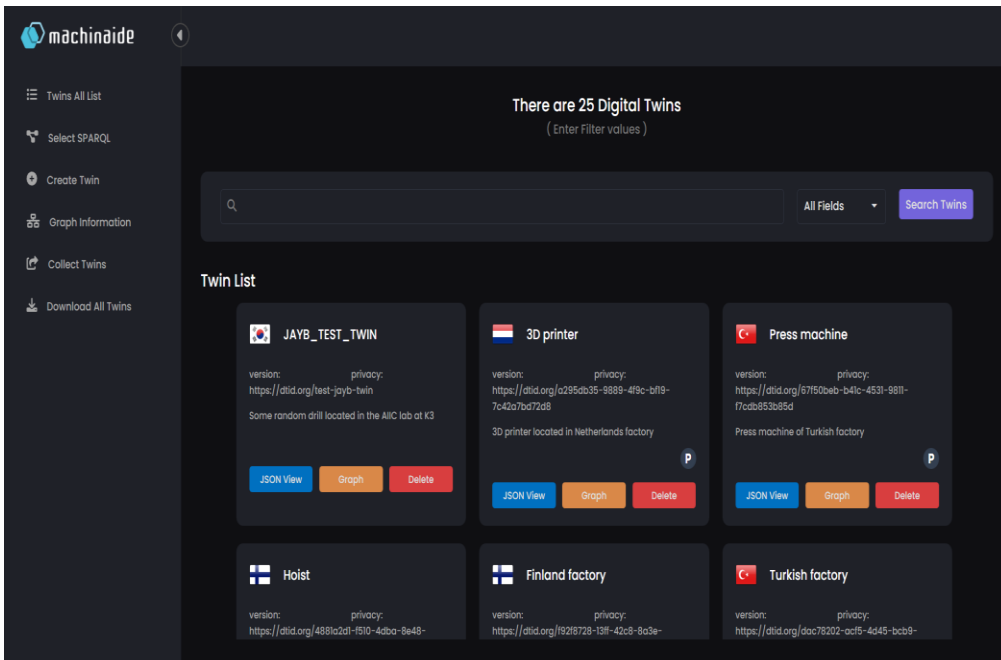 machinaide
Twins All List
Select SPARQL
Create Twin
Graph Information
Collect Twins
Download All Twins
There are 25 Digital Twins
( Enter Filter values )
All Fields
Search Twins
Twin List
JAYB_TEST_TWIN
version: privacy:
https://dtid.org/test-jayb-twin
Some random drill located in the AIIC lab at K3
JSON View Graph Delete
3D printer
version: privacy:
https://dtid.org/a295db35-9889-4f9c-bf19-
7c42a7bd72d8
3D printer located in Netherlands factory
P
JSON View Graph Delete
Press machine
version: privacy:
https://dtid.org/67f50beb-b41c-4531-9811-
f7cdb853b85d
Press machine of Turkish factory
P
JSON View Graph Delete
Hoist
version: privacy:
https://dtid.org/4881a2d1-f510-4dba-8e48-
Finland factory
version: privacy:
https://dtid.org/f92f8728-13ff-42c8-8a3e-
Turkish factory
version: privacy:
https://dtid.org/dac78202-acf5-4d45-bcb9-